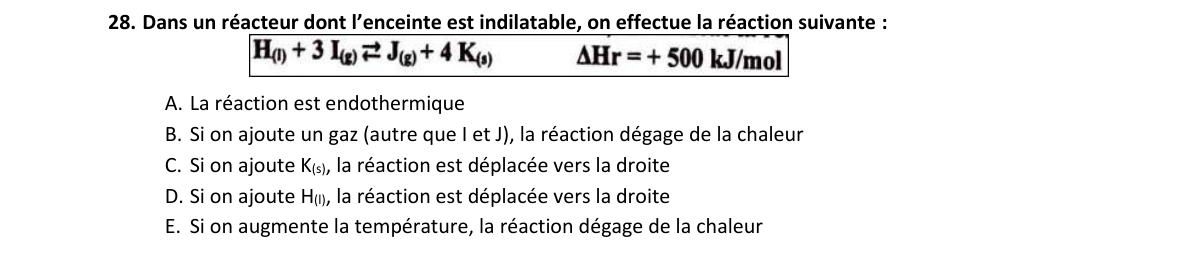 28. Dans un réacteur dont l’enceinte est indilatable, on effectue la réaction suivante :
H(l) + 3 I(g) ⇄ J(g) + 4 K(s) ΔHr = + 500 kJ/mol
A. La réaction est endothermique
B. Si on ajoute un gaz (autre que I et J), la réaction dégage de la chaleur
C. Si on ajoute K(s), la réaction est déplacée vers la droite
D. Si on ajoute H(l), la réaction est déplacée vers la droite
E. Si on augmente la température, la réaction dégage de la chaleur